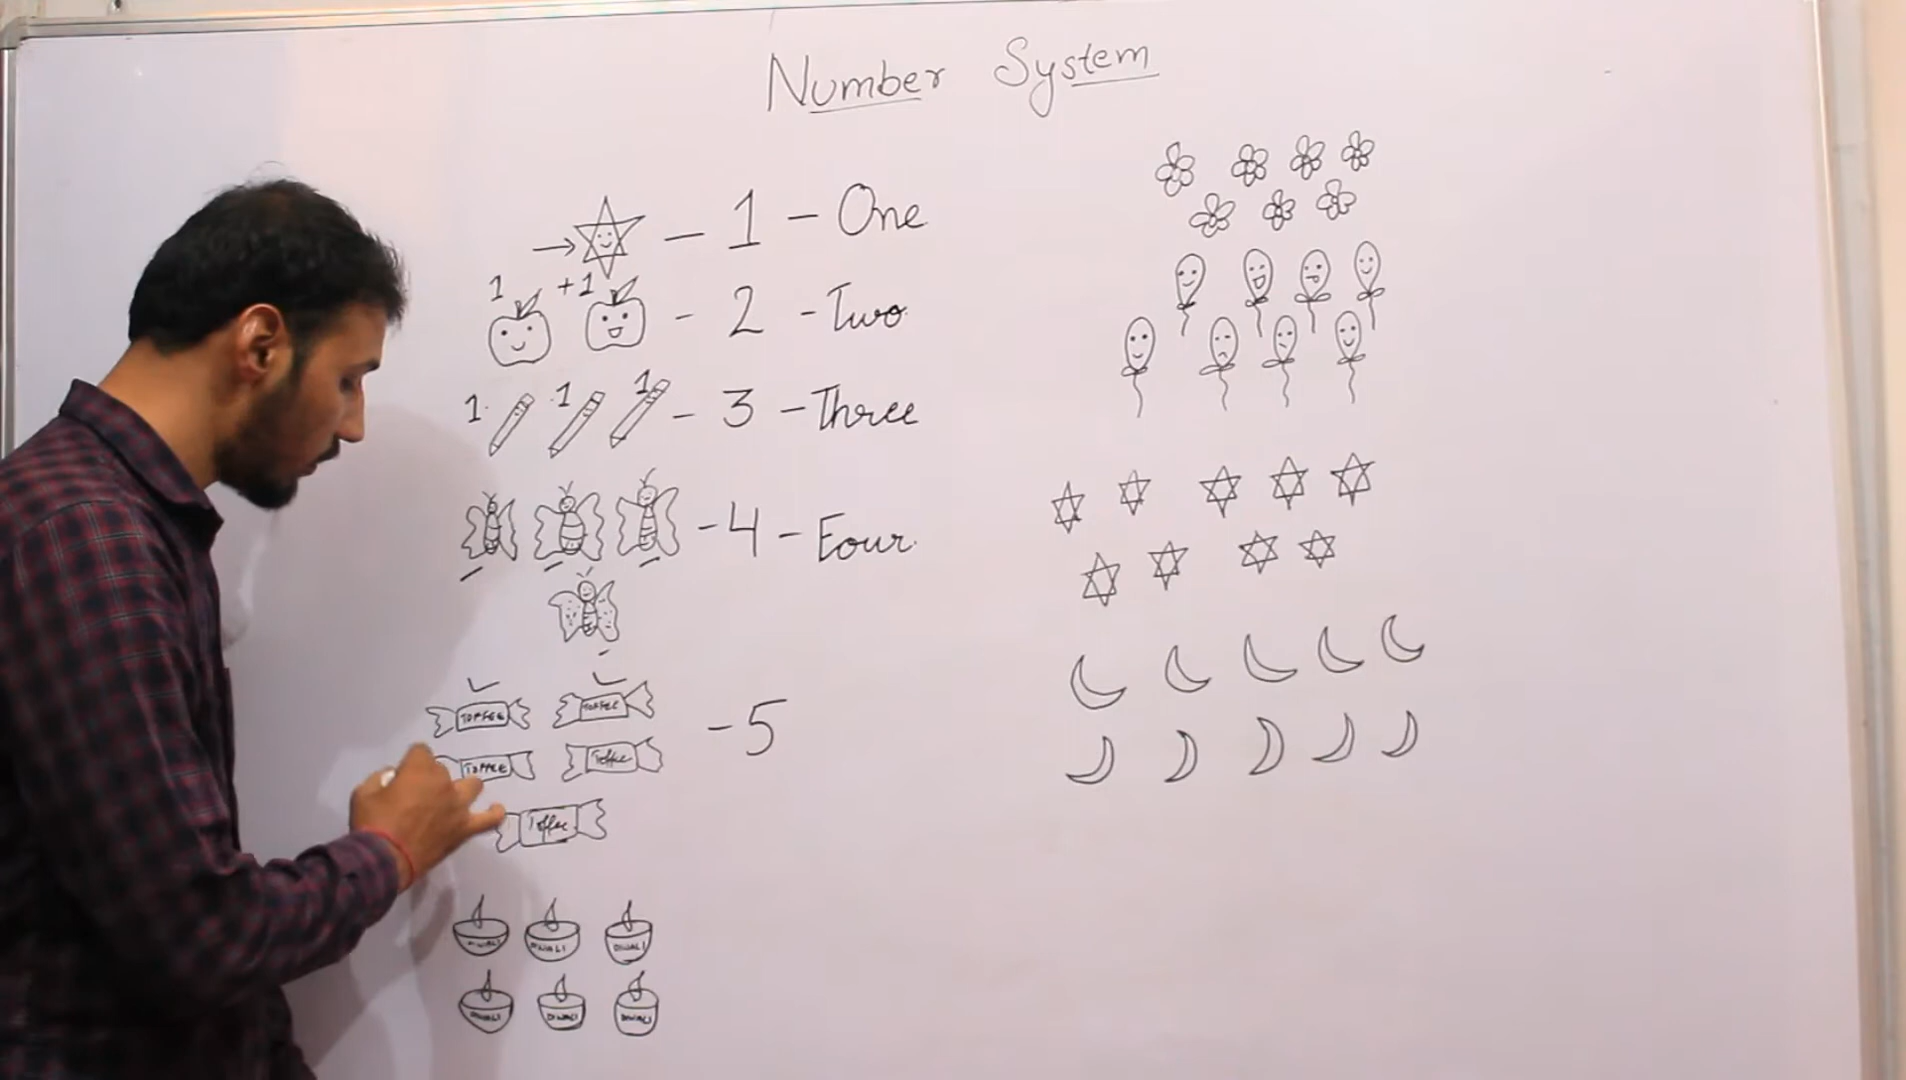 Number System
→ - 1 - One
1 +1 - 2 - Two
1 1 1 - 3 - Three
- 4 - Four
TOFFEE TOFFEE
- 5
TOFFEE Toffee
Toffee
DIWALI DIWALI DIWALI
DIWALI DIWALI DIWALI